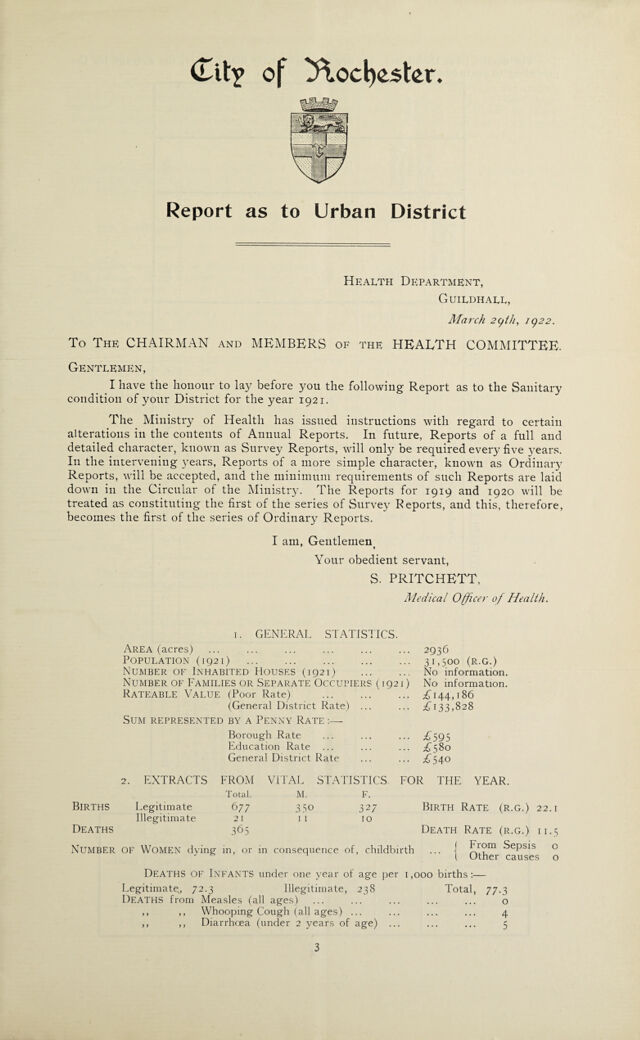 City of Rochester.
Report as to Urban District
HEALTH DEPARTMENT,
GUILDHALL,
March 29th, 1922.
TO THE CHAIRMAN AND MEMBERS OF THE HEALTH COMMITTEE.
GENTLEMEN,
I have the honour to lay before you the following Report as to the Sanitary
condition of your District for the year 1921.
The Ministry of Health has issued instructions with regard to certain
alterations in the contents of Annual Reports. In future, Reports of a full and
detailed character, known as Survey Reports, will only be required every five years.
In the intervening years, Reports of a more simple character, known as Ordinary
Reports, will be accepted, and the minimum requirements of such Reports are laid
down in the Circular of the Ministry. The Reports for 1919 and 1920 will be
treated as constituting the first of the series of Survey Reports, and this, therefore,
becomes the first of the series of Ordinary Reports.
I am, Gentlemen,
Your obedient servant,
S. PRITCHETT,
Medical Officer of Health.
1. GENERAL STATISTICS.
AREA (acres) ... ... ... ... ... ... 2936
POPULATION (1921) ... ... ... ... ... 31,500 (R.G.)
NUMBER OF INHABITED HOUSES (1921) ... ... No information.
NUMBER OF FAMILIES OR SEPARATE OCCUPIERS (1921) No information.
RATEABLE VALUE (Poor Rate) ... ... ... £144,186
(General District Rate) ... ... £133,828
SUM REPRESENTED BY A PENNY RATE:—
Borough Rate ... ... ... £595
Education Rate ... ... ... £580
General District Rate ... ... £540
2. EXTRACTS FROM VITAL STATISTICS FOR THE YEAR.
Total. M. F.
BIRTHS Legitimate 677 350 327 BIRTH RATE (R.G.) 22.1
Illegitimate 21 11 10
DEATHS 365 DEATH RATE (R.G.) 11.5
NUMBER OF WOMEN dying in, or in consequence of, childbirth ... { From Sepsis 0
{ Other causes 0
DEATHS OF INFANTS under one year of age per 1,000 births:—
Legitimate, 72.3 Illegitimate, 238 Total, 77.3
DEATHS from Measles (all ages) ... ... ... ... ... 0
,, ,, Whooping Cough (all ages) ... ... ... ... 4
,, ,, Diarrhœa (under 2 years of age) ... ... ... 5
3